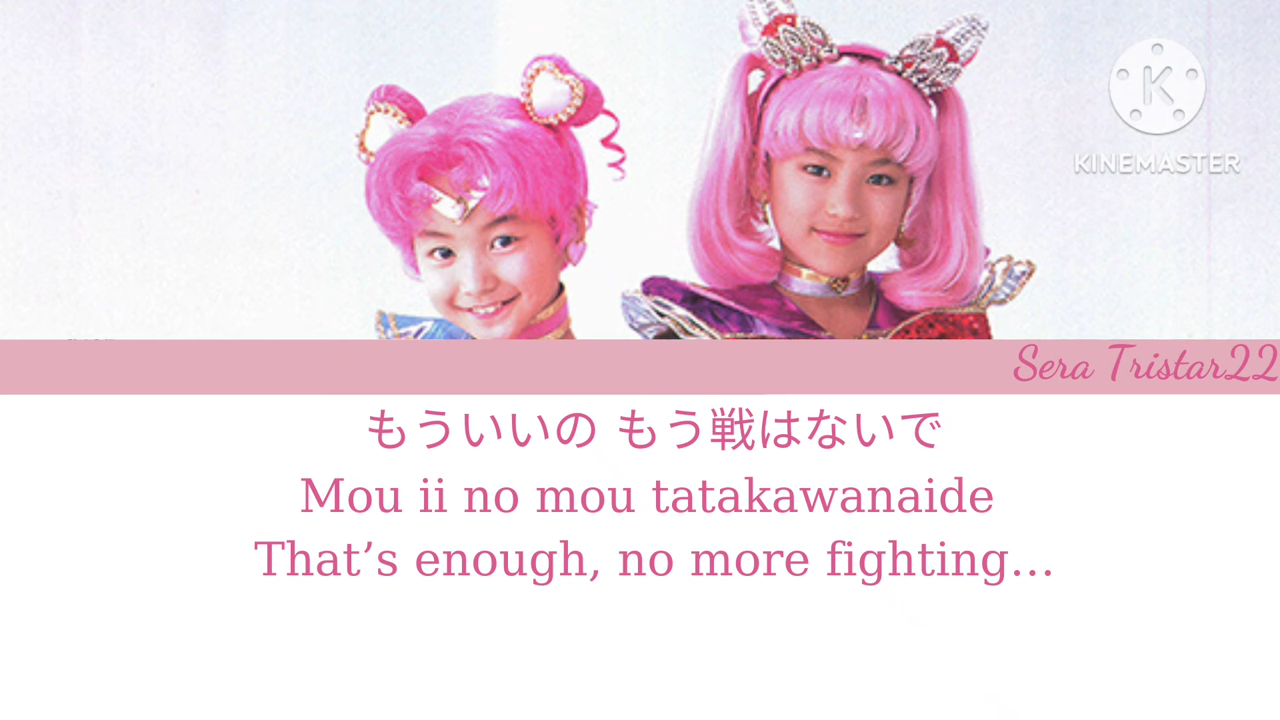 K
KINEMASTER
Sera Tristar22
もういいの もう戦はないで
Mou ii no mou tatakawanaide
That’s enough, no more fighting...